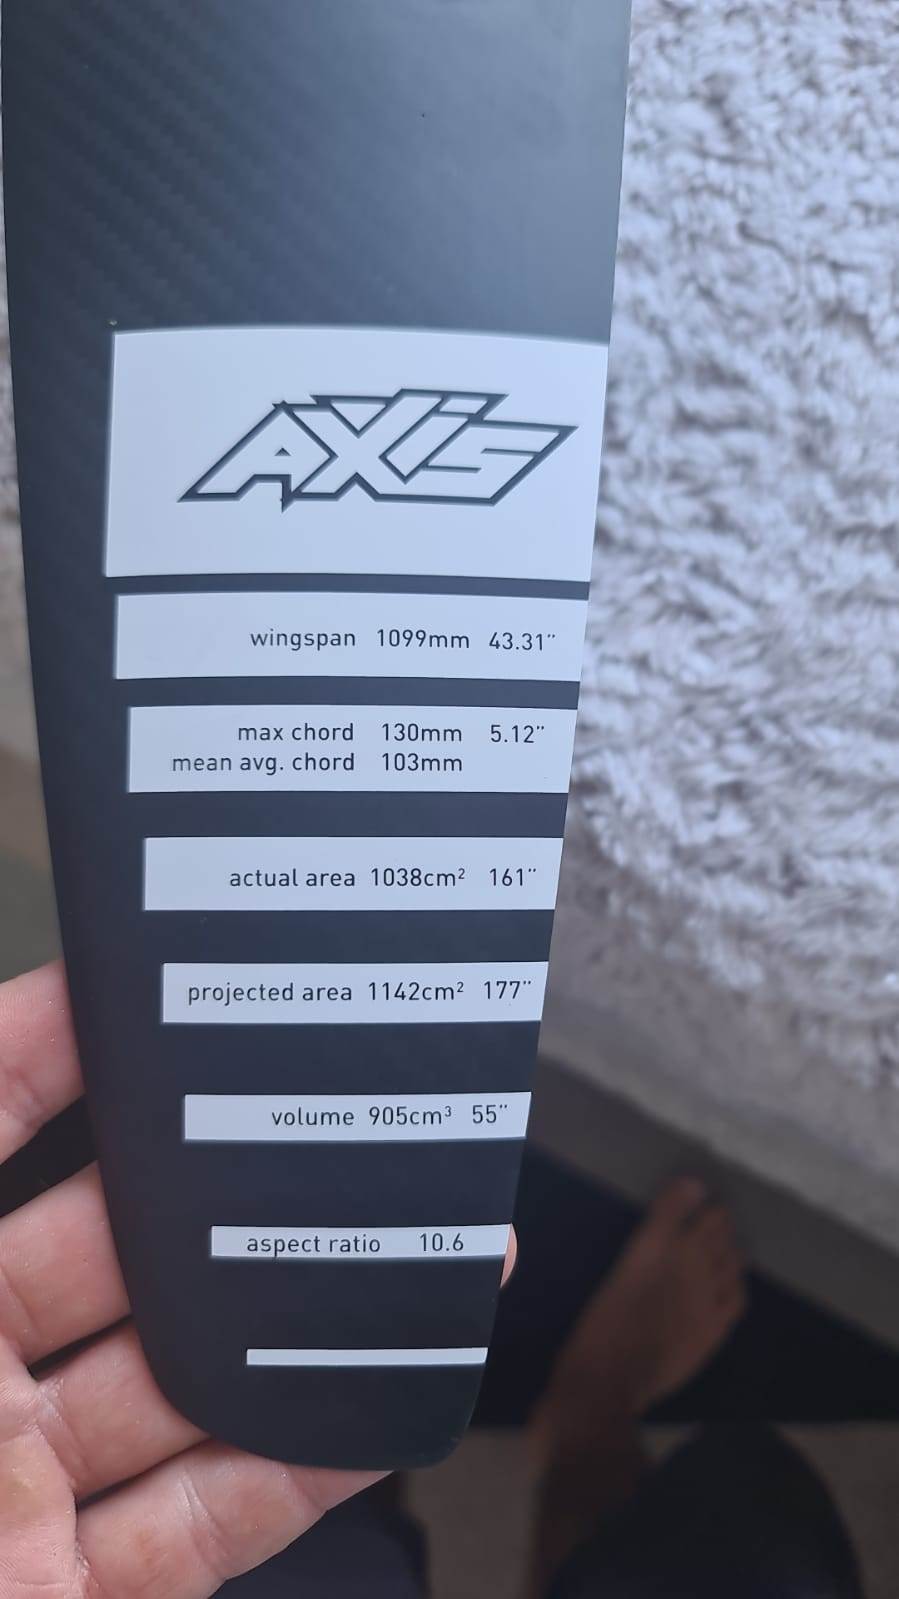 AXIS
wingspan 1099mm 43.31"
max chord 130mm 5.12"
mean avg. chord 103mm
actual area 1038cm² 161"
projected area 1142cm² 177"
volume 905cm³ 55"
aspect ratio 10.6